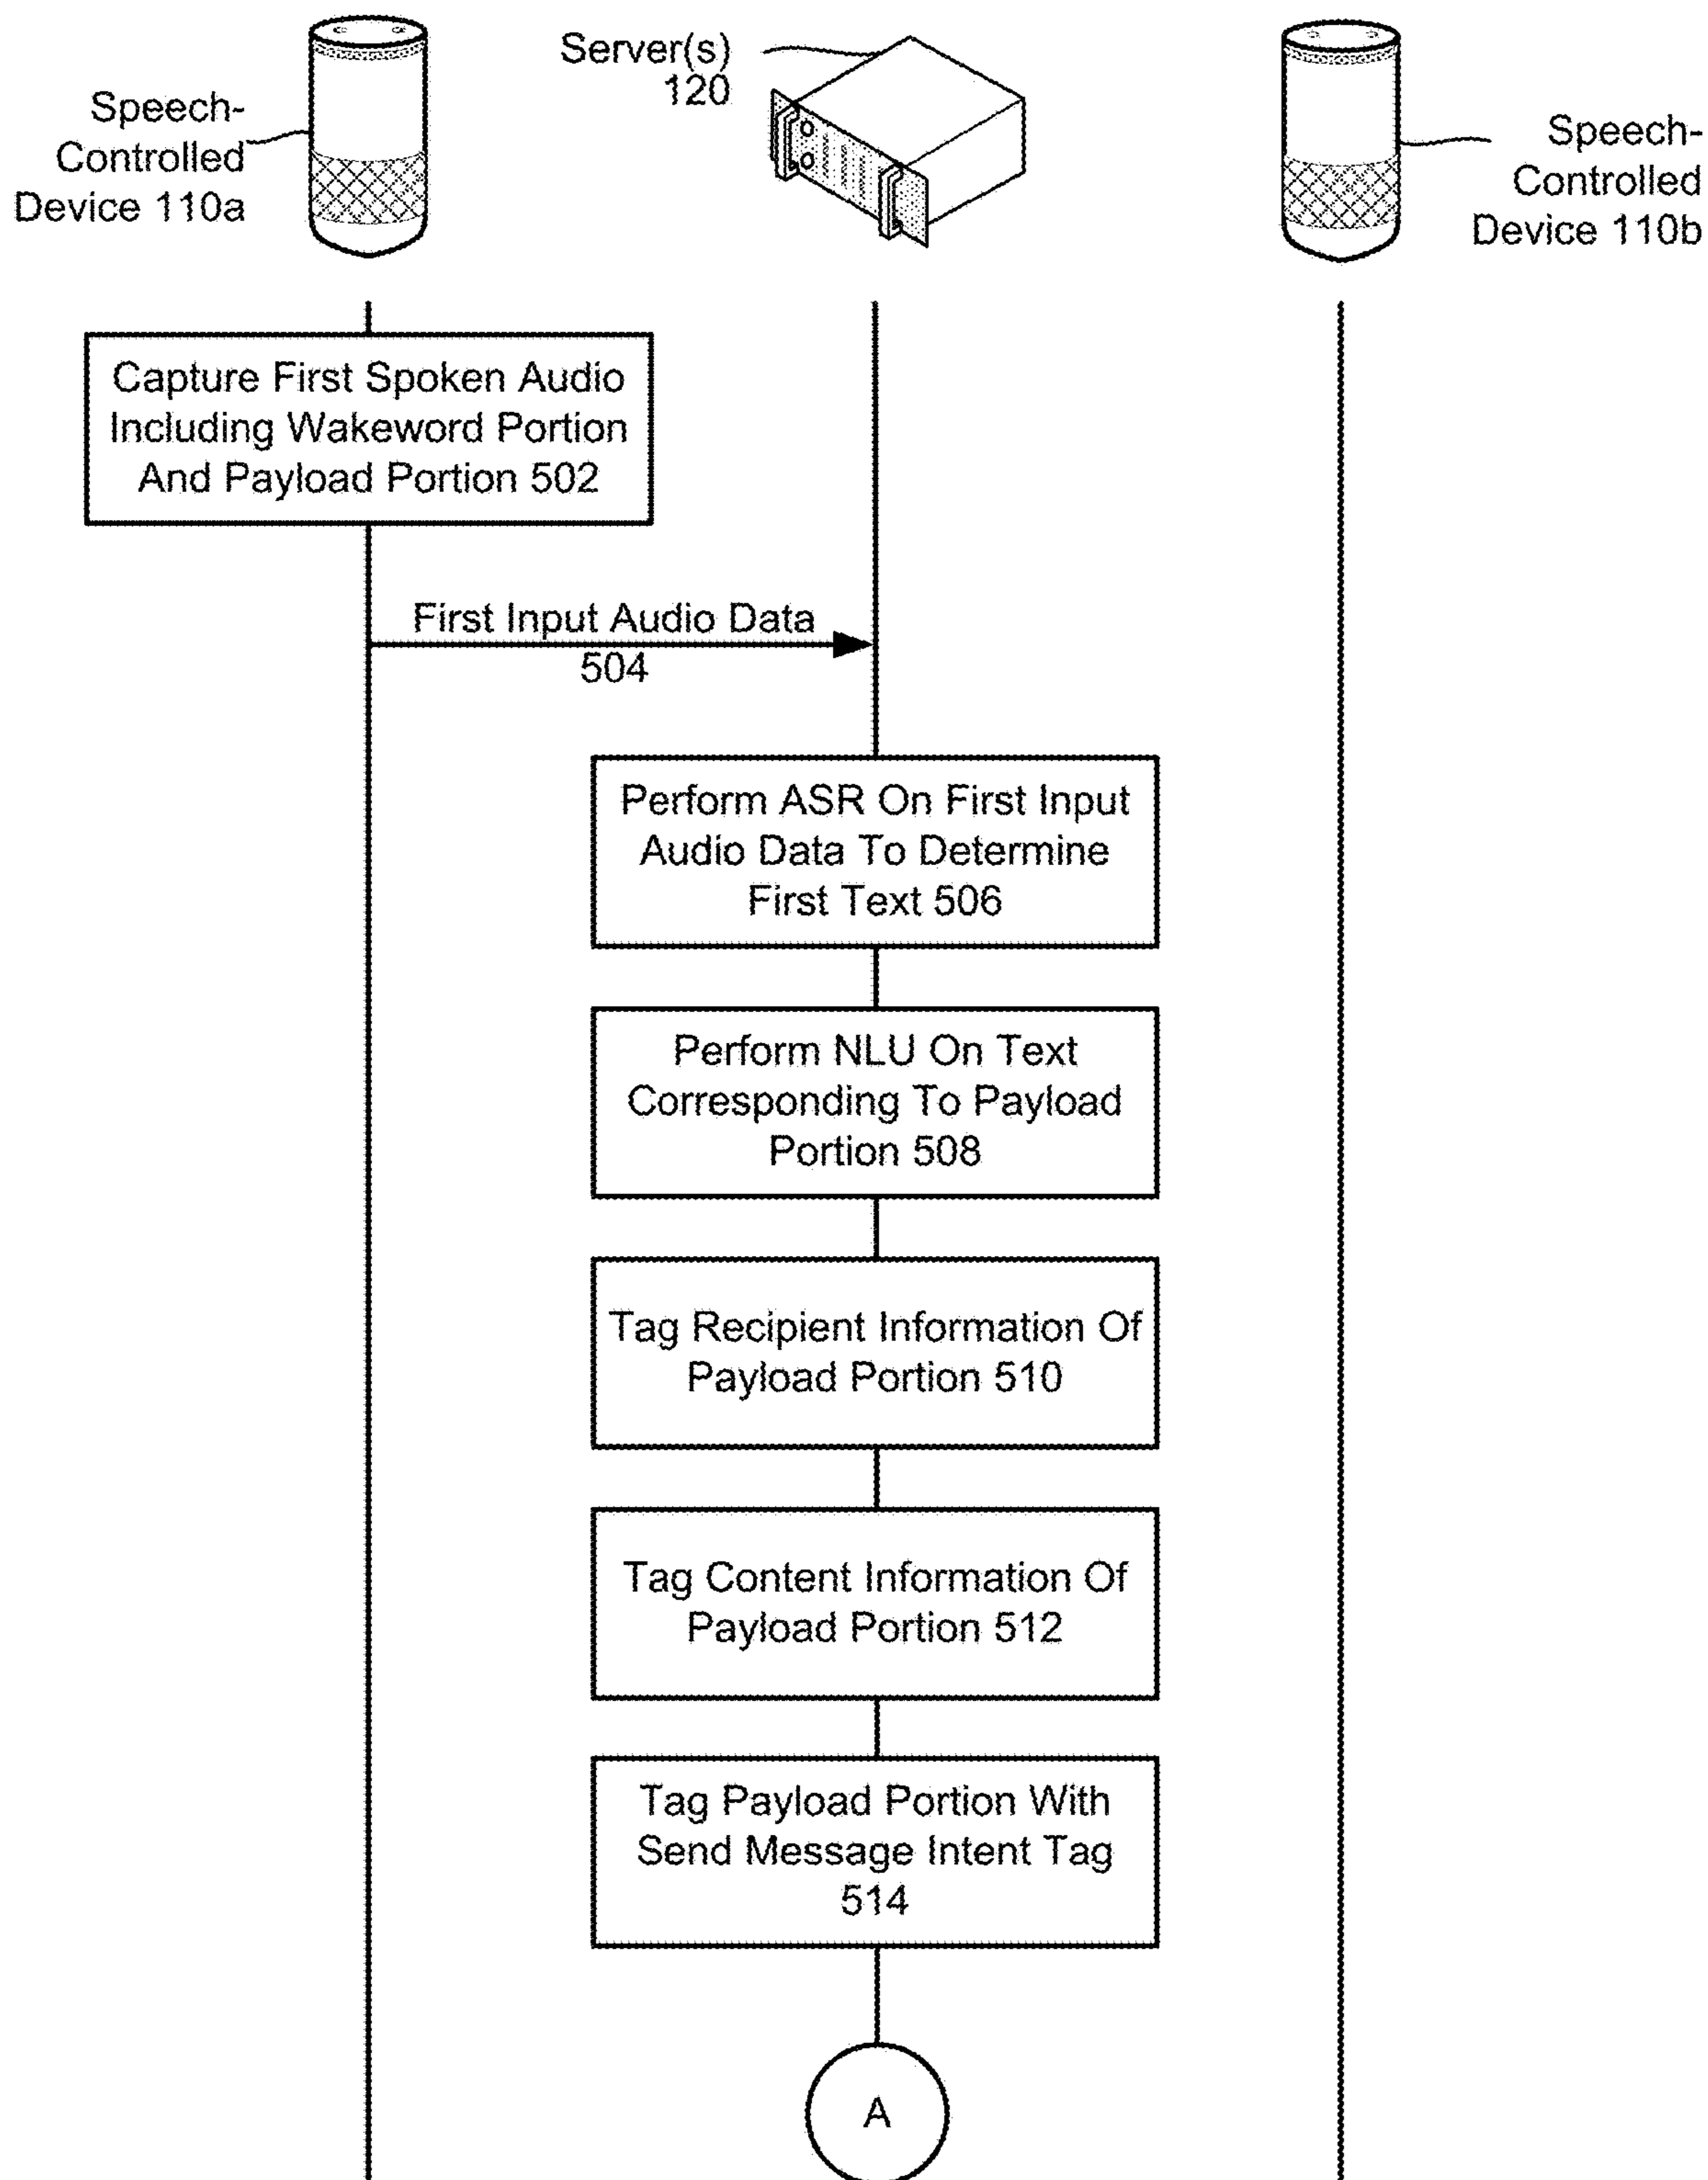 Speech-
Controlled
Device 110a
Server(s)
120
Speech-
Controlled
Device 110b
Capture First Spoken Audio
Including Wakeword Portion
And Payload Portion 502
First Input Audio Data
504
Perform ASR On First Input
Audio Data To Determine
First Text 506
Perform NLU On Text
Corresponding To Payload
Portion 508
Tag Recipient Information Of
Payload Portion 510
Tag Content Information Of
Payload Portion 512
Tag Payload Portion With
Send Message Intent Tag
514
A